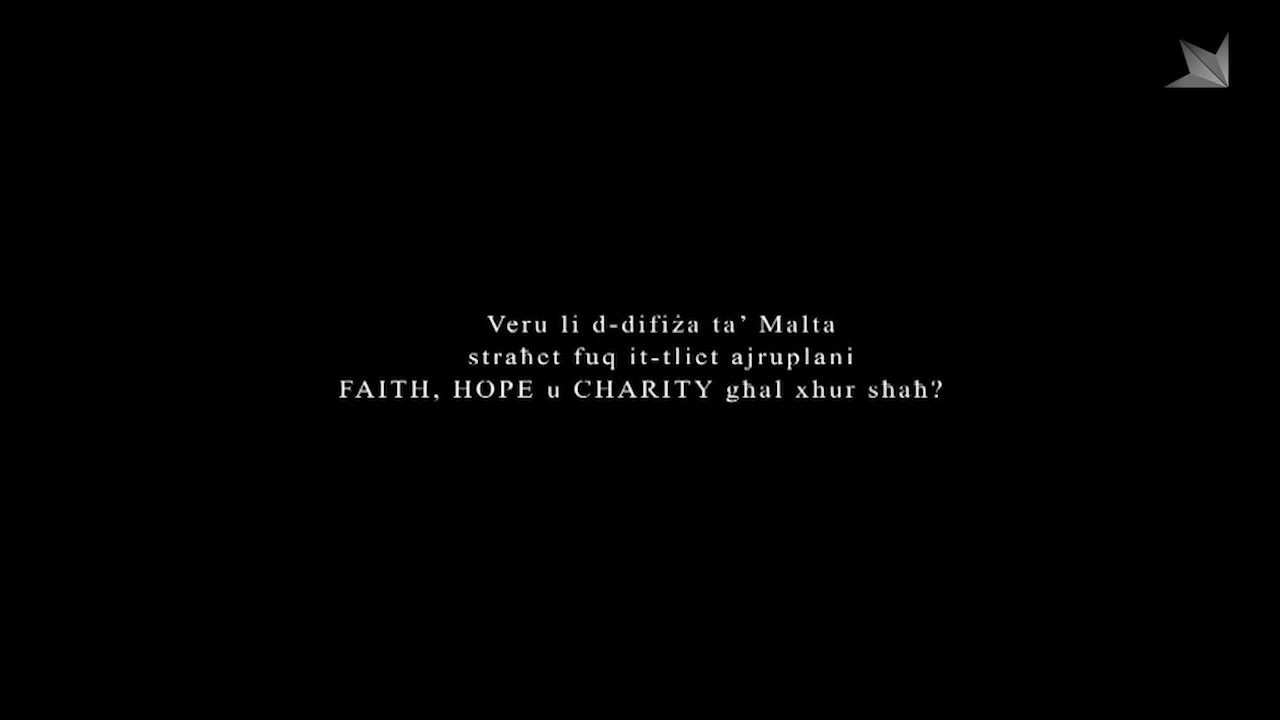 Veru li d-difiża ta’ Malta
straħet fuq it-tliet ajruplani
FAITH, HOPE u CHARITY għal xhur sħaħ?